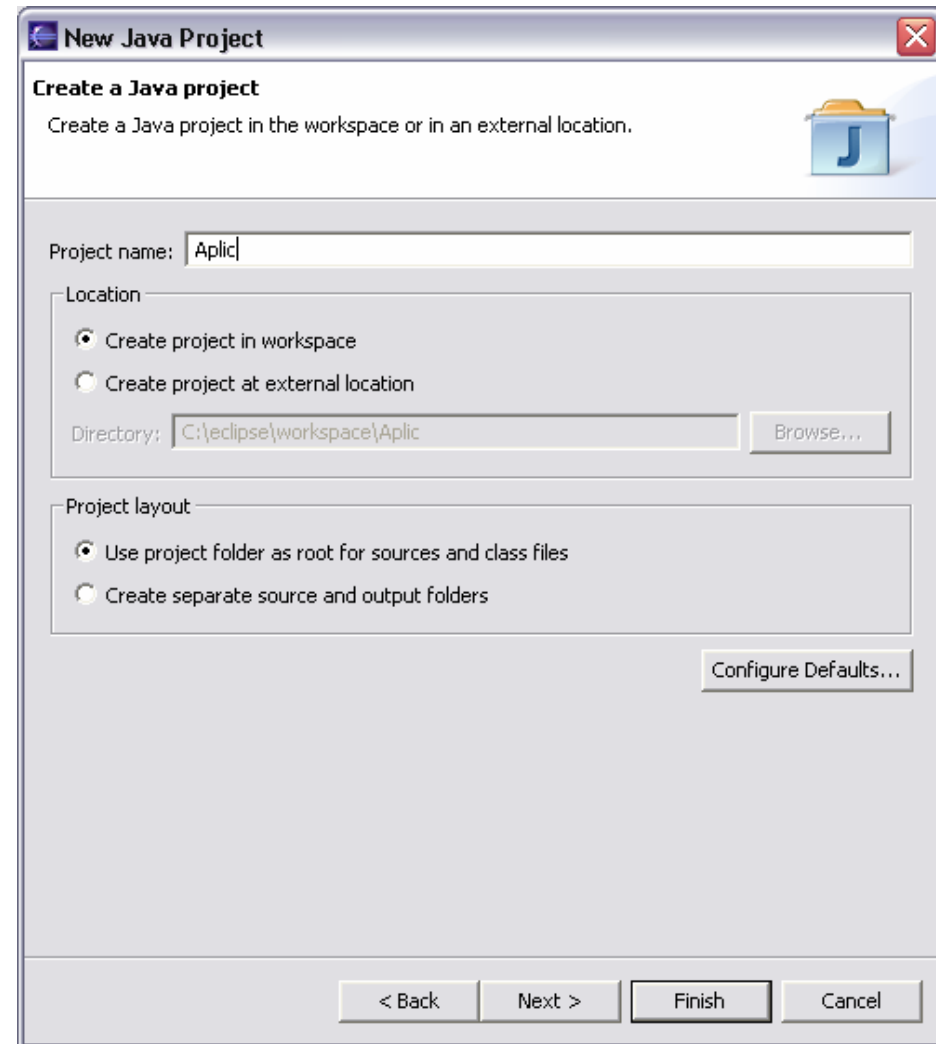 New Java Project
Create a Java project
Create a Java project in the workspace or in an external location.
J
Project name: Aplic
Location
Create project in workspace
Create project at external location
Directory: C:\eclipse\workspace\Aplic Browse...
Project layout
Use project folder as root for sources and class files
Create separate source and output folders
Configure Defaults...
< Back Next > Finish Cancel